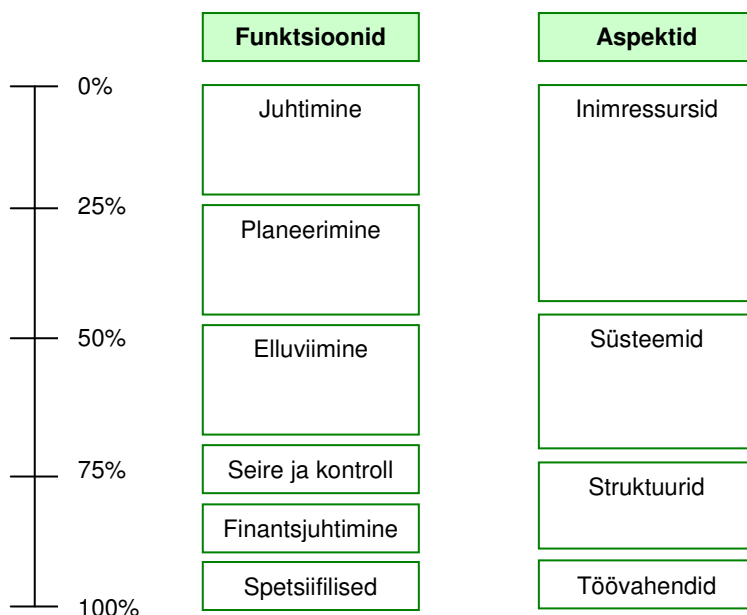 Funktsioonid
Aspektid
0%
Juhtimine
Inimressursid
25%
Planeerimine
50%
Elluviimine
Süsteemid
75%
Seire ja kontroll
Struktuurid
Finantsjuhtimine
Spetsiifilised
Töövahendid
100%